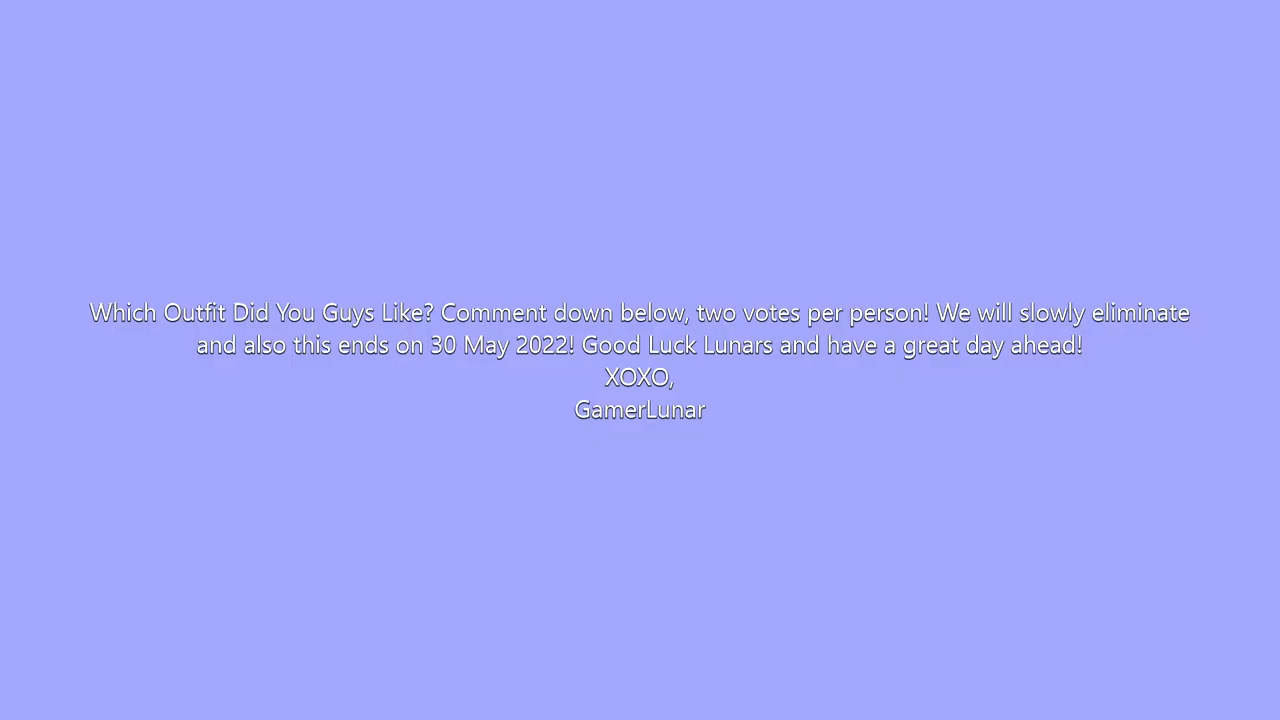 Which Outfit Did You Guys Like? Comment down below, two votes per person! We will slowly eliminate
and also this ends on 30 May 2022! Good Luck Lunars and have a great day ahead!
XOXO,
GamerLunar